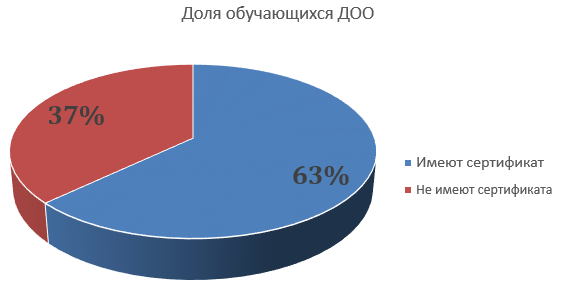 Доля обучающихся ДОО
37%
63%
Имеют сертификат
Не имеют сертификата